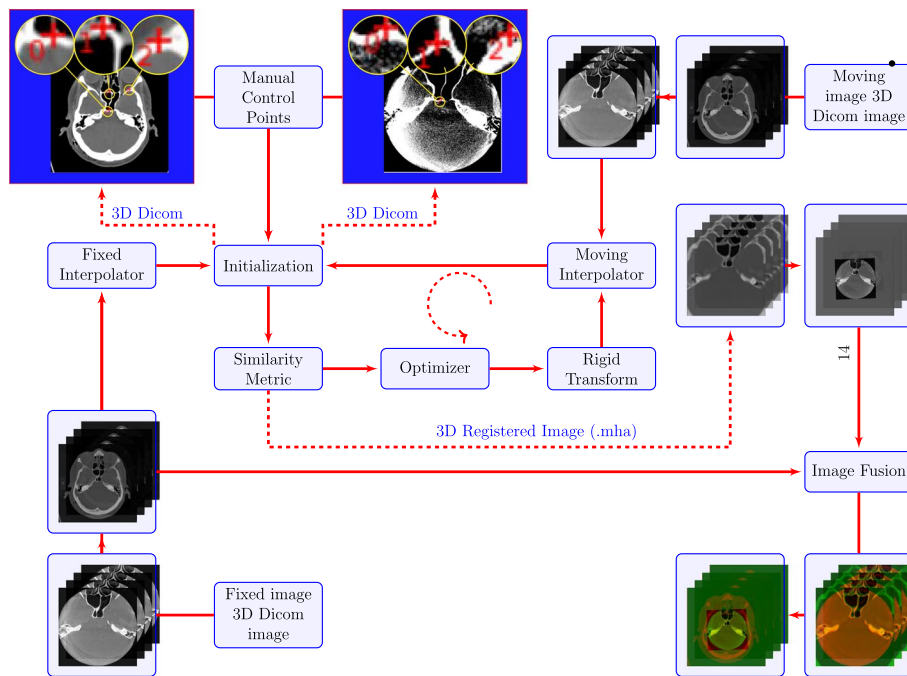 0
1
2
0
1
2
Manual
Control
Points
Moving
image 3D
Dicom image
3D Dicom
3D Dicom
Fixed
Interpolator
Initialization
Moving
Interpolator
Similarity
Metric
Optimizer
Rigid
Transform
14
3D Registered Image (.mha)
Image Fusion
Fixed image
3D Dicom
image